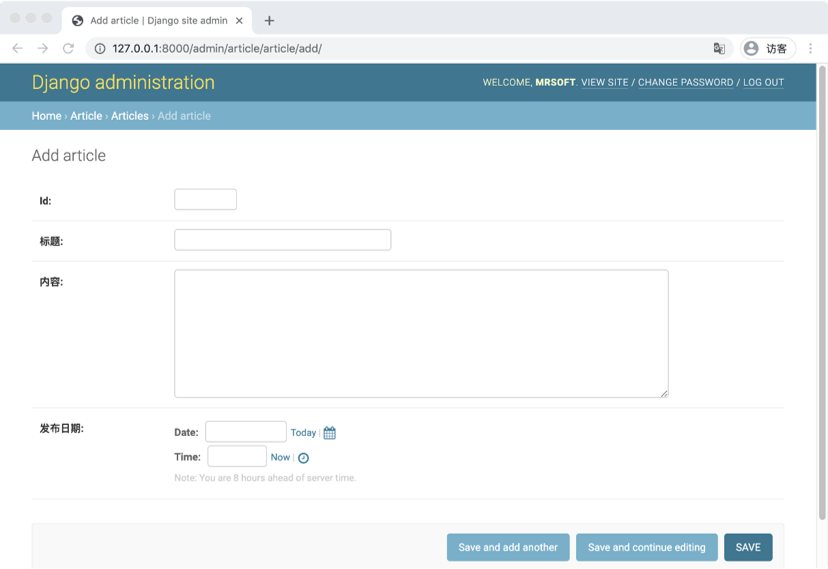 Add article | Django site admin
127.0.0.1:8000/admin/article/article/add/
访客
Django administration
WELCOME, MRSOFT. VIEW SITE / CHANGE PASSWORD / LOG OUT
Home › Article › Articles › Add article
Add article
Id:
标题:
内容:
发布日期:
Date: Today |
Time: Now |
Note: You are 8 hours ahead of server time.
Save and add another Save and continue editing SAVE